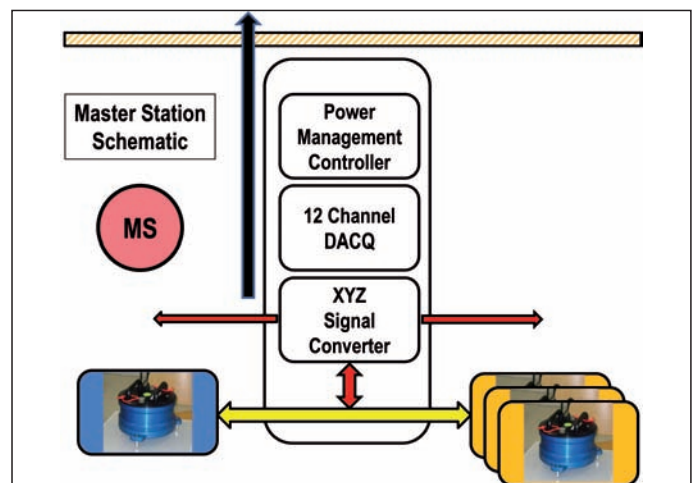 Master Station
Schematic
MS
Power
Management
Controller
12 Channel
DACQ
XYZ
Signal
Converter